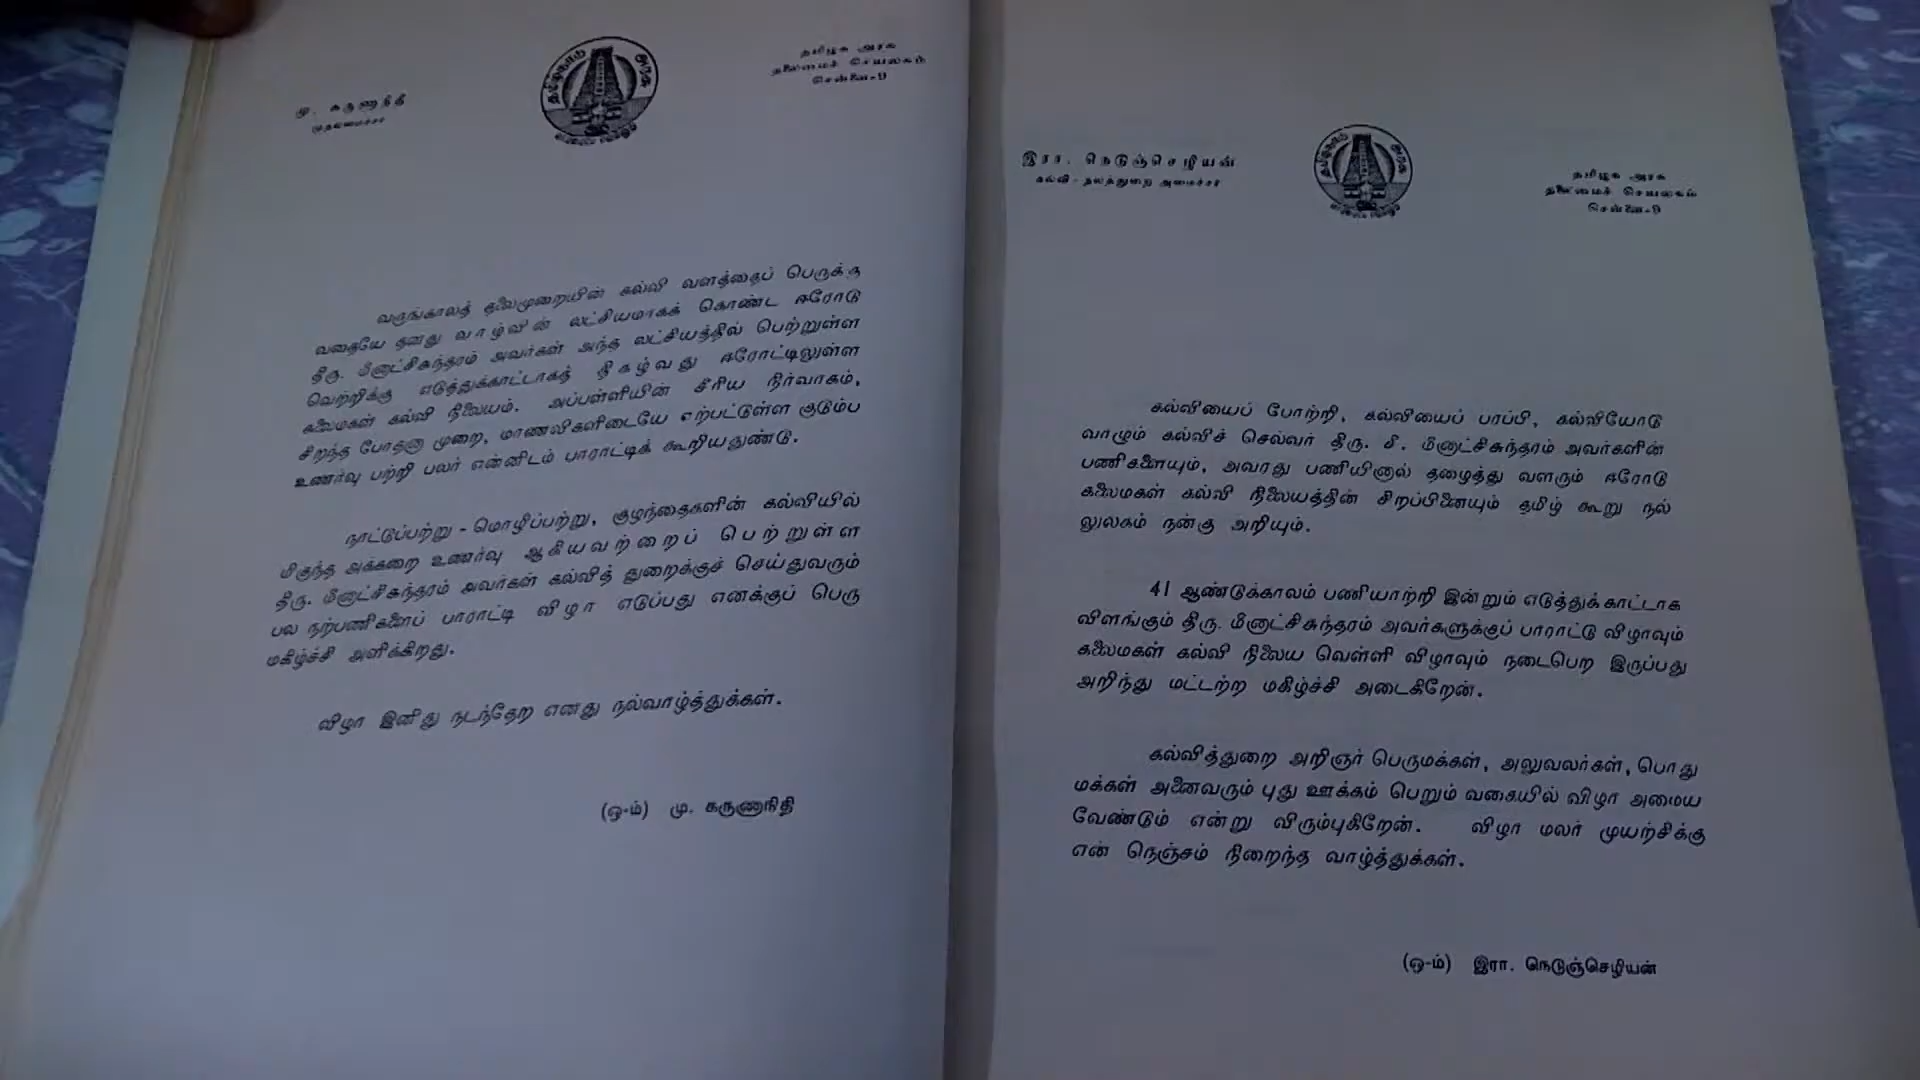 மு. கருணாநிதி
முதலமைச்சர்
தமிழ்நாடு அரசு
தமிழக அரசு
தலைமைச் செயலகம்
சென்னை-9
வருங்காலத் தலைமுறையின் கல்வி வளத்தைப் பெருக்கு
வதையே தனது வாழ்வின் லட்சியமாகக் கொண்ட ஈரோடு
திரு. மீனாட்சிசுந்தரம் அவர்கள் அந்த லட்சியத்தில் பெற்றுள்ள
வெற்றிக்கு எடுத்துக்காட்டாகத் திகழ்வது ஈரோட்டிலுள்ள
கலைமகள் கல்வி நிலையம். அப்பள்ளியின் சீரிய நிர்வாகம்,
சிறந்த போதனா முறை, மாணவிகளிடையே ஏற்பட்டுள்ள குடும்ப
உணர்வு பற்றி பலர் என்னிடம் பாராட்டிக் கூறியதுண்டு.
நாட்டுப்பற்று - மொழிப்பற்று, குழந்தைகளின் கல்வியில்
மிகுந்த அக்கறை உணர்வு ஆகியவற்றைப் பெற்றுள்ள
திரு. மீனாட்சிசுந்தரம் அவர்கள் கல்வித் துறைக்குச் செய்துவரும்
பல நற்பணிகளைப் பாராட்டி விழா எடுப்பது எனக்குப் பெரு
மகிழ்ச்சி அளிக்கிறது.
விழா இனிது நடந்தேற எனது நல்வாழ்த்துக்கள்.
(ஒ-ம்) மு. கருணாநிதி
இரா. நெடுஞ்செழியன்
கல்வி - நலத்துறை அமைச்சர்
தமிழ்நாடு அரசு
தமிழக அரசு
தலைமைச் செயலகம்
சென்னை-9
கல்வியைப் போற்றி, கல்வியைப் பரப்பி, கல்வியோடு
வாழும் கல்விச் செல்வர் திரு. சி. மீனாட்சிசுந்தரம் அவர்களின்
பணிகளையும், அவரது பணியினால் தழைத்து வளரும் ஈரோடு
கலைமகள் கல்வி நிலையத்தின் சிறப்பினையும் தமிழ் கூறு நல்
லுலகம் நன்கு அறியும்.
41 ஆண்டுக்காலம் பணியாற்றி இன்றும் எடுத்துக்காட்டாக
விளங்கும் திரு. மீனாட்சிசுந்தரம் அவர்களுக்குப் பாராட்டு விழாவும்
கலைமகள் கல்வி நிலைய வெள்ளி விழாவும் நடைபெற இருப்பது
அறிந்து மட்டற்ற மகிழ்ச்சி அடைகிறேன்.
கல்வித்துறை அறிஞர் பெருமக்கள், அலுவலர்கள், பொது
மக்கள் அனைவரும் புது ஊக்கம் பெறும் வகையில் விழா அமைய
வேண்டும் என்று விரும்புகிறேன். விழா மலர் முயற்சிக்கு
என் நெஞ்சம் நிறைந்த வாழ்த்துக்கள்.
(ஒ-ம்) இரா. நெடுஞ்செழியன்